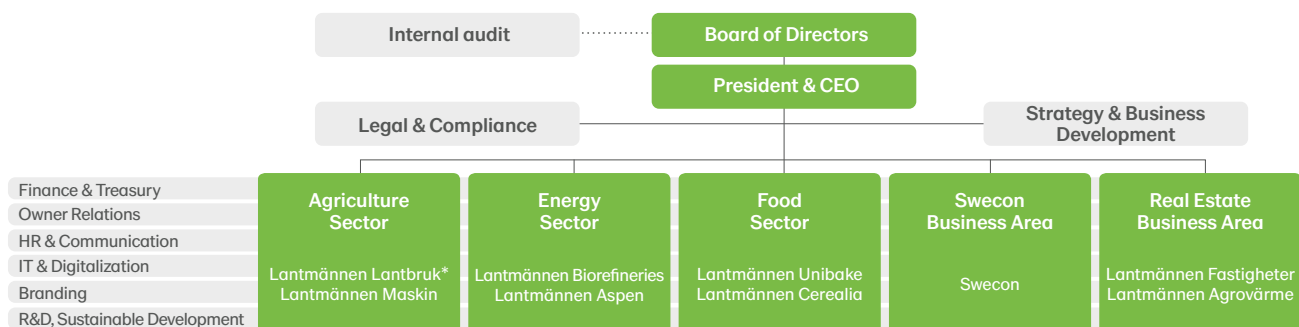 Internal audit
Board of Directors
President & CEO
Legal & Compliance
Strategy & Business
Development
Finance & Treasury
Owner Relations
HR & Communication
IT & Digitalization
Branding
R&D, Sustainable Development
Agriculture
Sector
Lantmännen Lantbruk*
Lantmännen Maskin
Energy
Sector
Lantmännen Biorefineries
Lantmännen Aspen
Food
Sector
Lantmännen Unibake
Lantmännen Cerealia
Swecon
Business Area
Swecon
Real Estate
Business Area
Lantmännen Fastigheter
Lantmännen Agrovärme